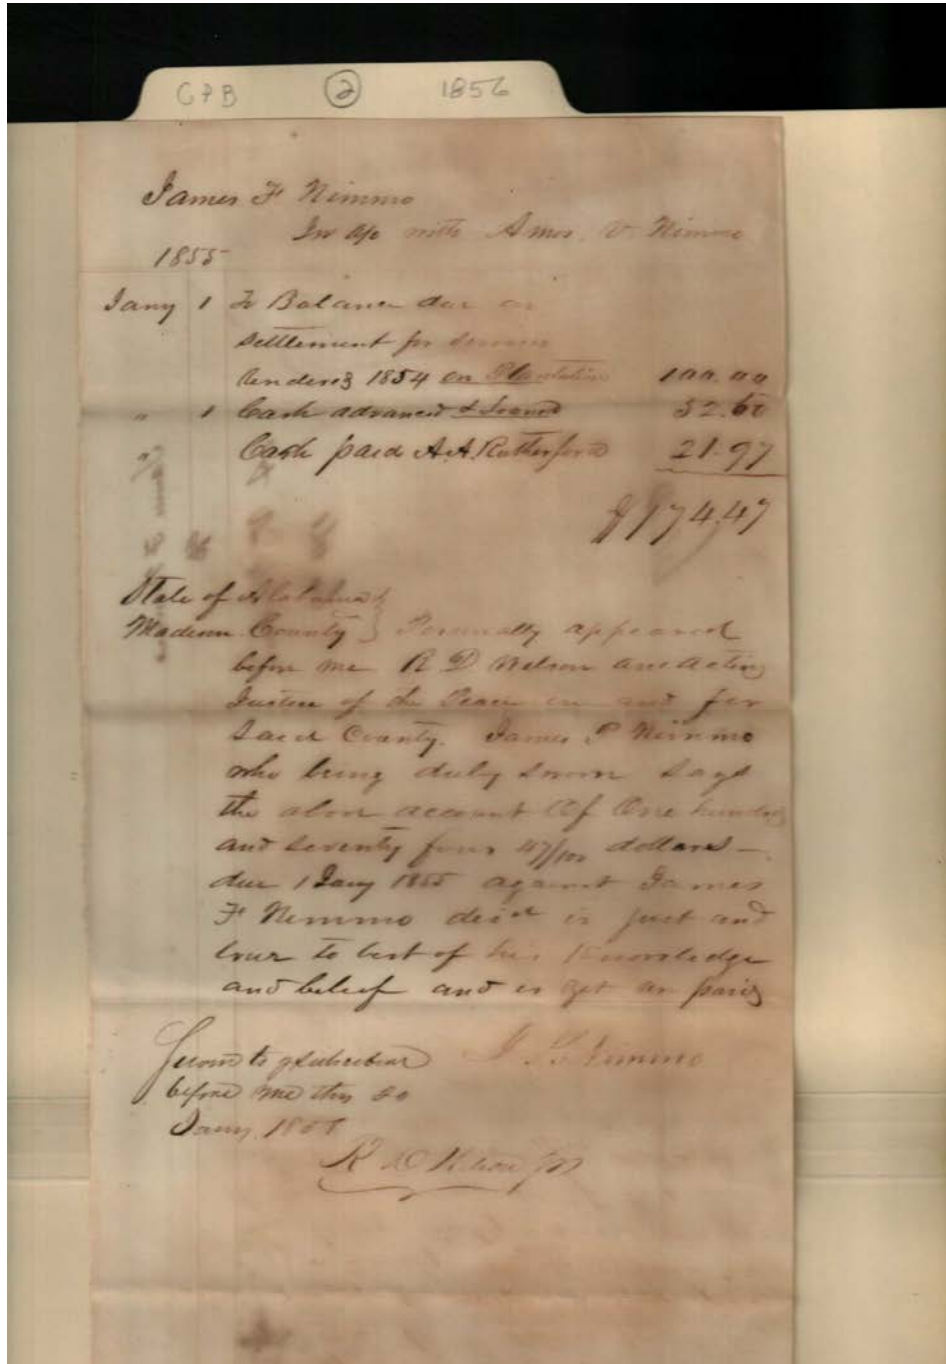 C P B 2 1856
James F Nimmo
In a/c with Amos. V Nimmo
1855
Jany 1 To Balance due on
settlement for services
rendered 1854 on Plantation 100.00
" 1 Cash advanced & loaned 52.50
" Cash paid A.A. Rutherford 21.97
$174.47
State of Alabama }
Madison County } Personally appeared
before me R D Wilson an acting
Justice of the Peace in and for
said County. James P Nimmo
who being duly sworn says
the above account Of One hundred
and seventy four 47/100 dollars —
due 1 Jany 1855 against James
F Nimmo decd is just and
true to best of his Knowledge
and belief and is yet un paid
Sworn to & subscribed J. Nimmo
before me this
Jany. 1856
R D Wilson JP